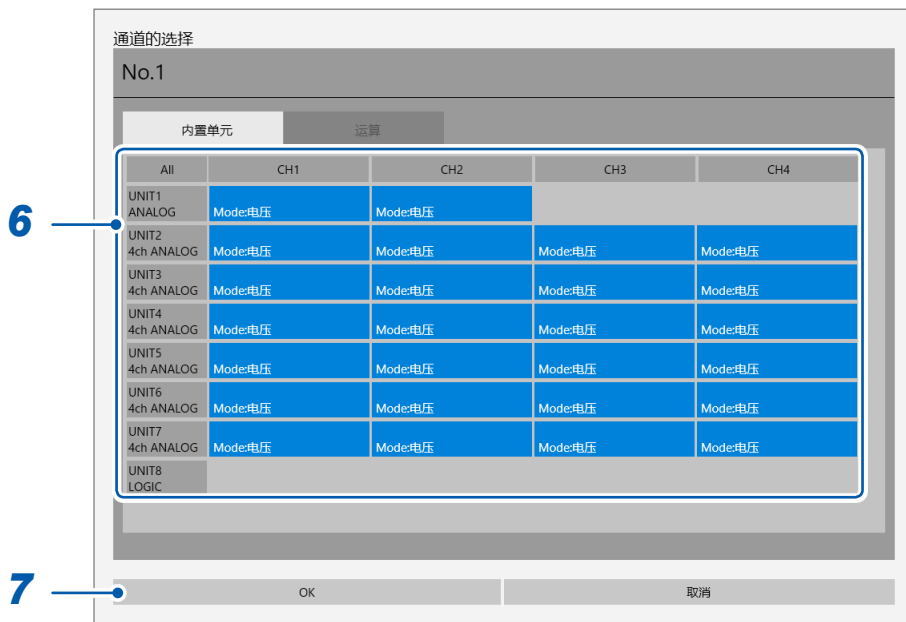 通道的选择
No.1
内置单元 运算
All CH1 CH2 CH3 CH4
UNIT1
ANALOG Mode:电压 Mode:电压
6
UNIT2
4ch ANALOG Mode:电压 Mode:电压 Mode:电压 Mode:电压
UNIT3
4ch ANALOG Mode:电压 Mode:电压 Mode:电压 Mode:电压
UNIT4
4ch ANALOG Mode:电压 Mode:电压 Mode:电压 Mode:电压
UNIT5
4ch ANALOG Mode:电压 Mode:电压 Mode:电压 Mode:电压
UNIT6
4ch ANALOG Mode:电压 Mode:电压 Mode:电压 Mode:电压
UNIT7
4ch ANALOG Mode:电压 Mode:电压 Mode:电压 Mode:电压
UNIT8
LOGIC
7 OK 取消